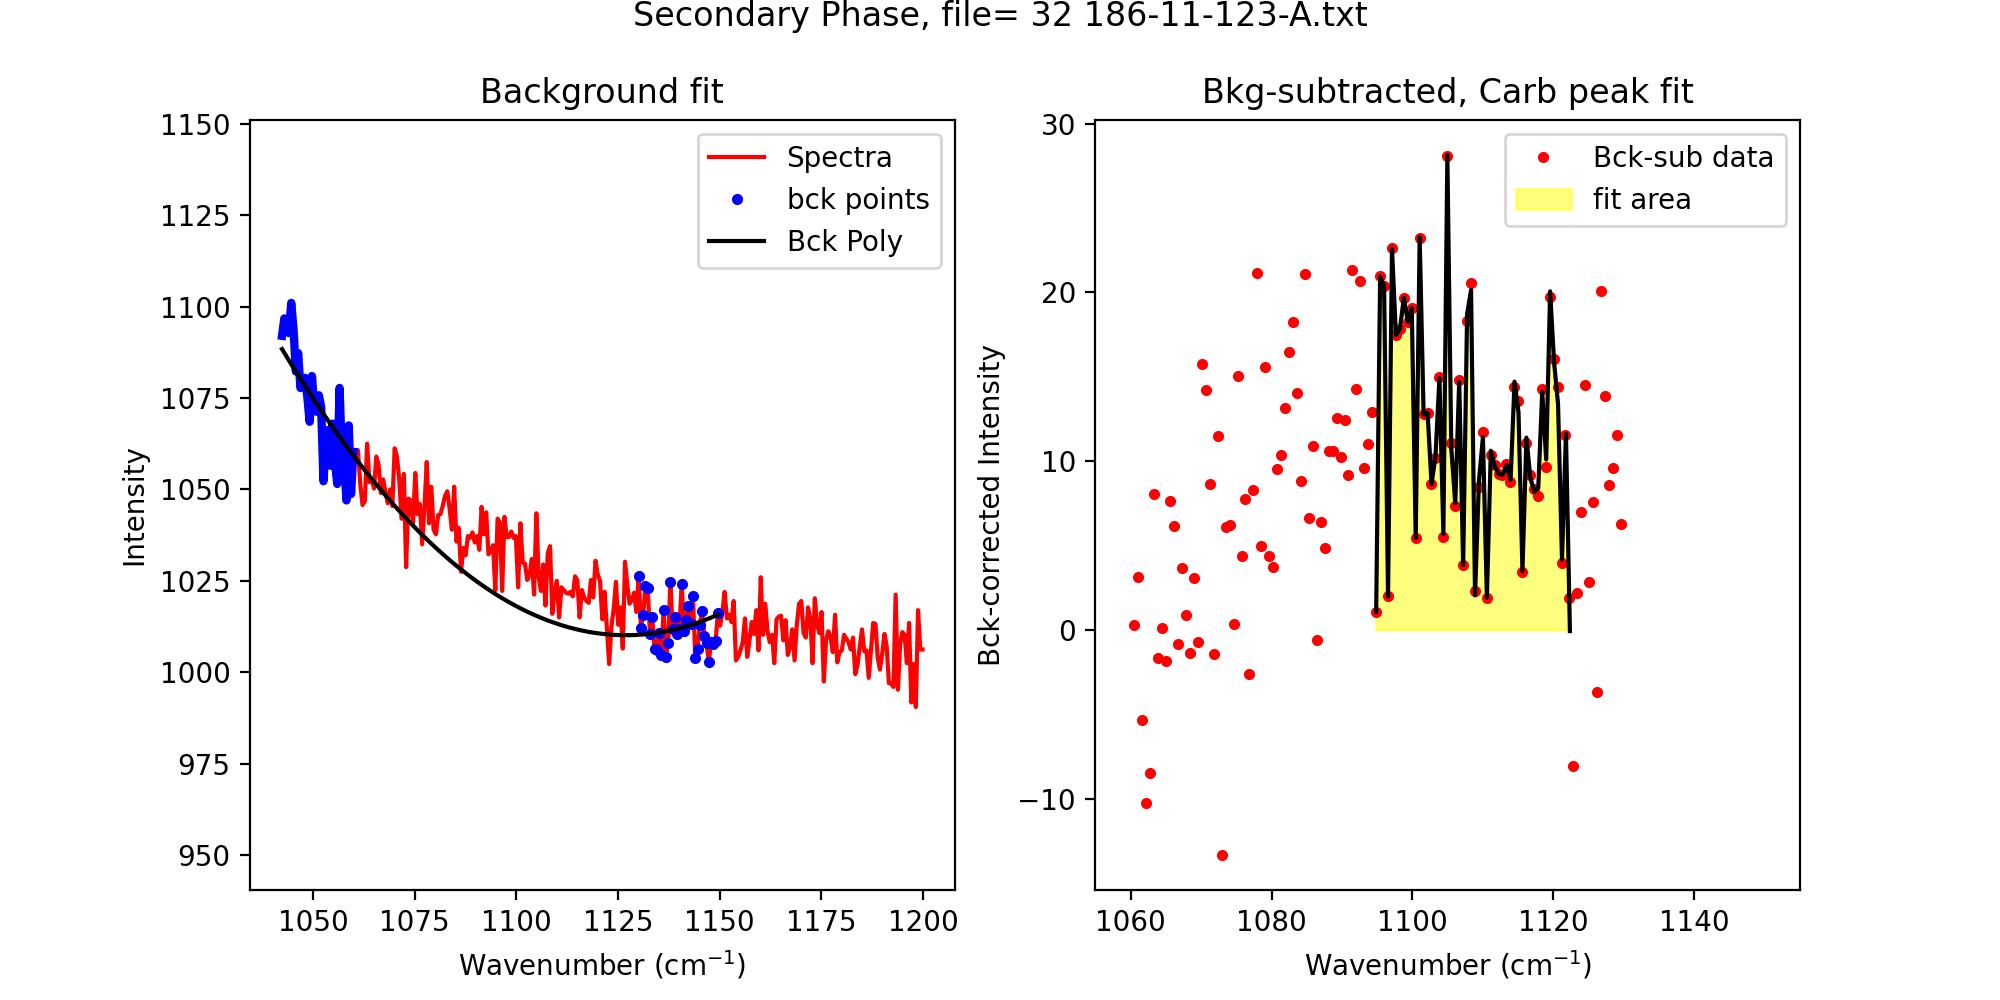 Secondary Phase, file= 32 186-11-123-A.txt
Background fit
Intensity
1150
1125
1100
1075
1050
1025
1000
975
950
Spectra
bck points
Bck Poly
1050 1075 1100 1125 1150 1175 1200
Wavenumber (cm⁻¹)
Bkg-subtracted, Carb peak fit
Bck-corrected Intensity
30
20
10
0
−10
Bck-sub data
fit area
1060 1080 1100 1120 1140
Wavenumber (cm⁻¹)